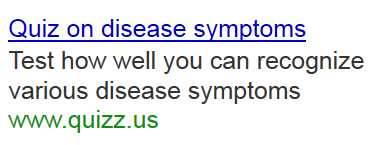 Quiz on disease symptoms
Test how well you can recognize
various disease symptoms
www.quizz.us